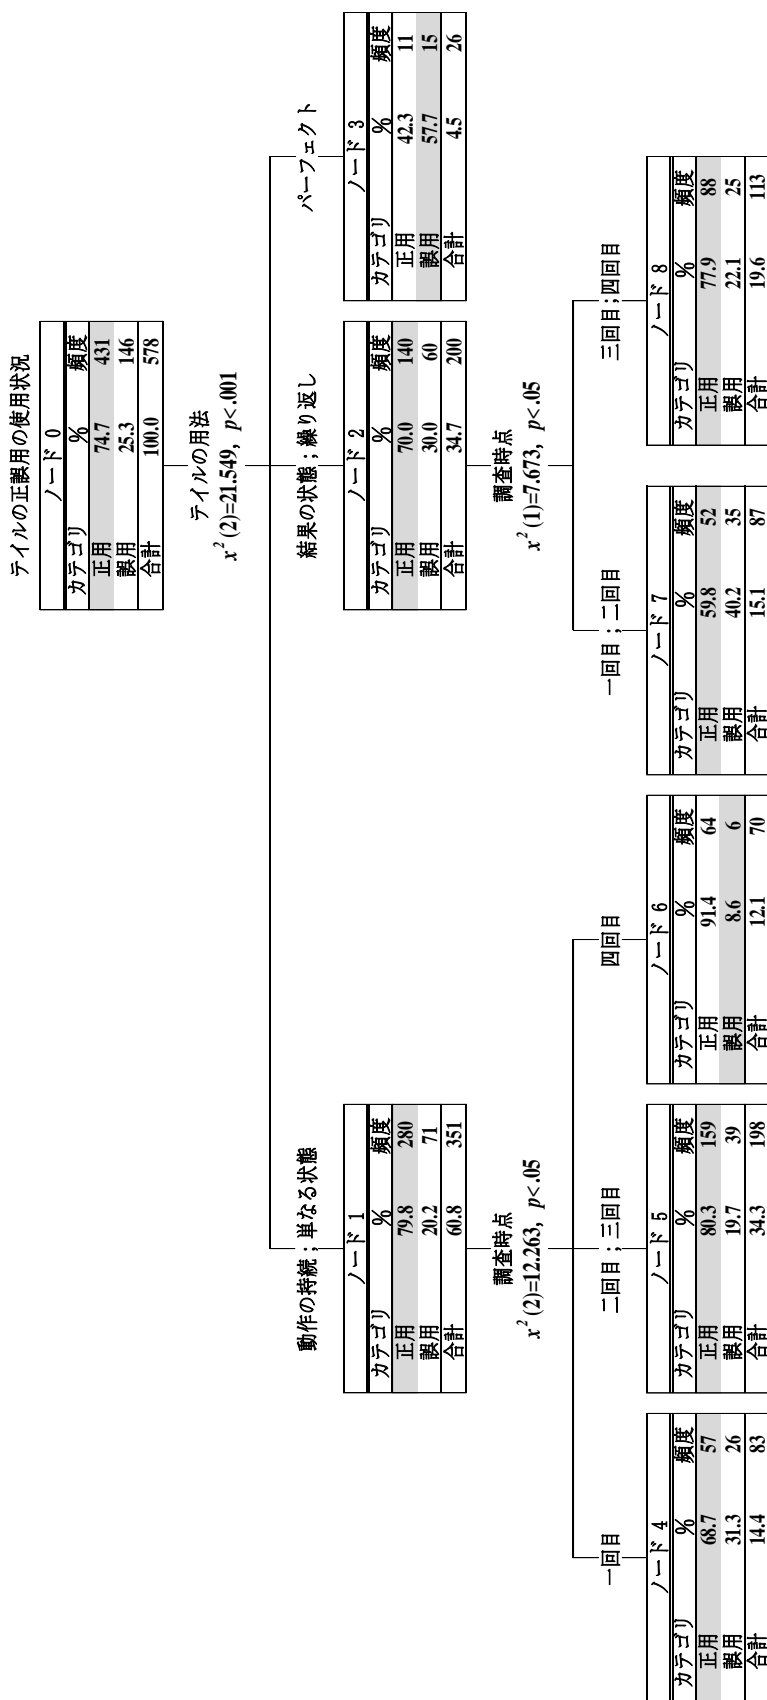 テイルの正誤用の使用状況
ノード 0
カテゴリ % 頻度
正用 74.7 431
誤用 25.3 146
合計 100.0 578
テイルの用法
x² (2)=21.549, p<.001
動作の持続；単なる状態
結果の状態；繰り返し
パーフェクト
ノード 1
カテゴリ % 頻度
正用 79.8 280
誤用 20.2 71
合計 60.8 351
ノード 2
カテゴリ % 頻度
正用 70.0 140
誤用 30.0 60
合計 34.7 200
ノード 3
カテゴリ % 頻度
正用 42.3 11
誤用 57.7 15
合計 4.5 26
調査時点
x² (2)=12.263, p<.05
調査時点
x² (1)=7.673, p<.05
一回目
二回目；三回目
四回目
一回目；二回目
三回目；四回目
ノード 4
カテゴリ % 頻度
正用 68.7 57
誤用 31.3 26
合計 14.4 83
ノード 5
カテゴリ % 頻度
正用 80.3 159
誤用 19.7 39
合計 34.3 198
ノード 6
カテゴリ % 頻度
正用 91.4 64
誤用 8.6 6
合計 12.1 70
ノード 7
カテゴリ % 頻度
正用 59.8 52
誤用 40.2 35
合計 15.1 87
ノード 8
カテゴリ % 頻度
正用 77.9 88
誤用 22.1 25
合計 19.6 113